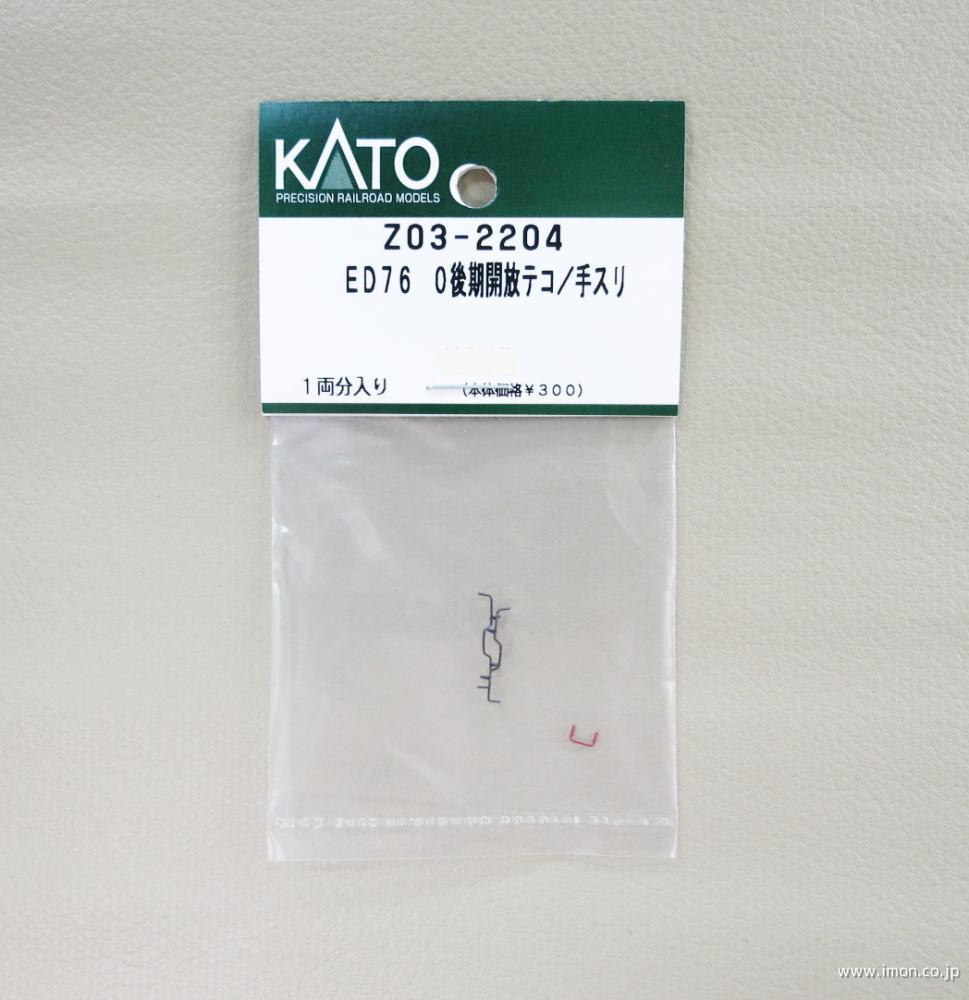 KATO
PRECISION RAILROAD MODELS
Z03-2204
ED76 0後期開放テコ/手スリ
1両分入り (本体価格¥300)
www.imon.co.jp